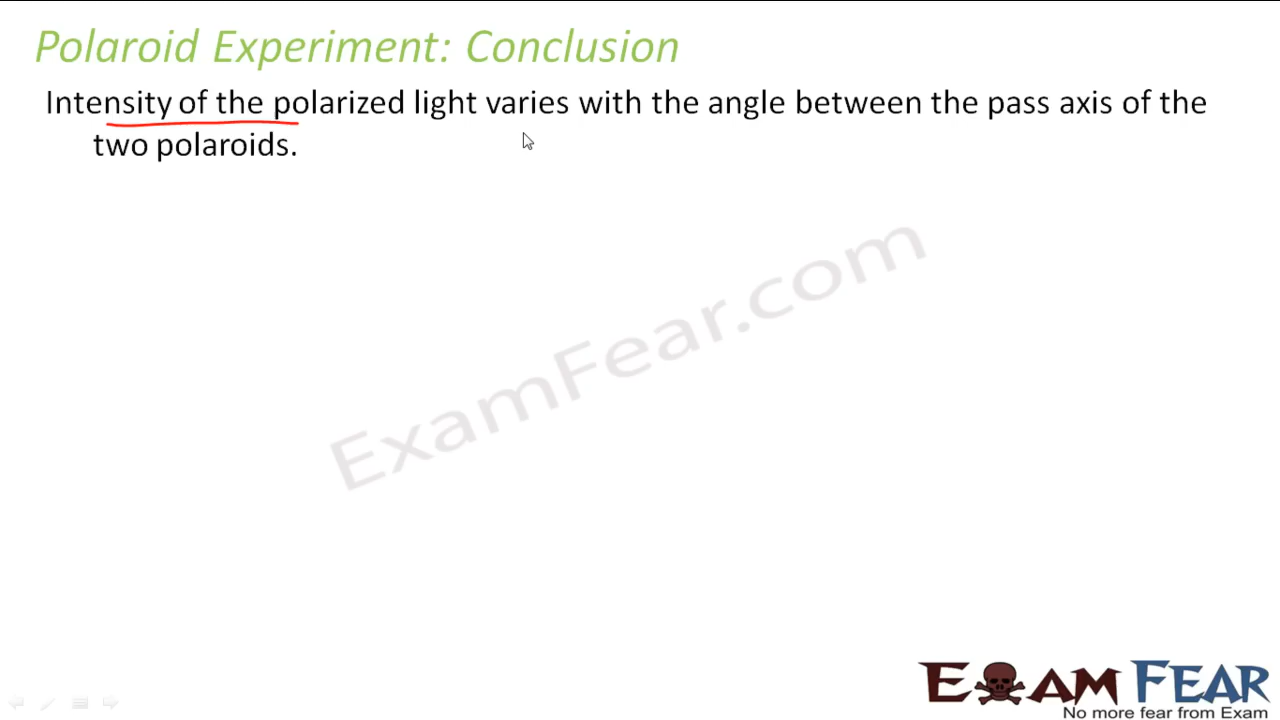 Polaroid Experiment: Conclusion
Intensity of the polarized light varies with the angle between the pass axis of the
two polaroids.
ExamFear.com
EXAM FEAR
No more fear from Exam